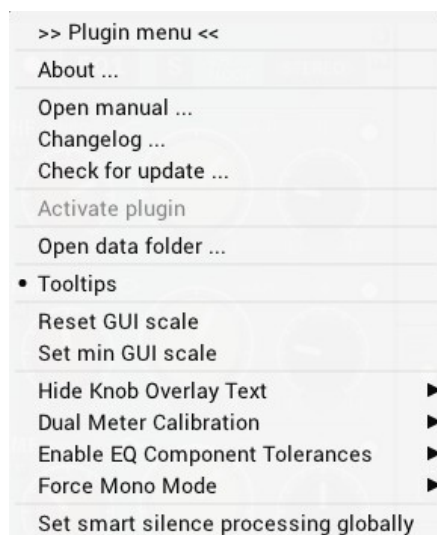 >> Plugin menu <<
About ...
Open manual ...
Changelog ...
Check for update ...
Activate plugin
Open data folder ...
• Tooltips
Reset GUI scale
Set min GUI scale
Hide Knob Overlay Text
Dual Meter Calibration
Enable EQ Component Tolerances
Force Mono Mode
Set smart silence processing globally